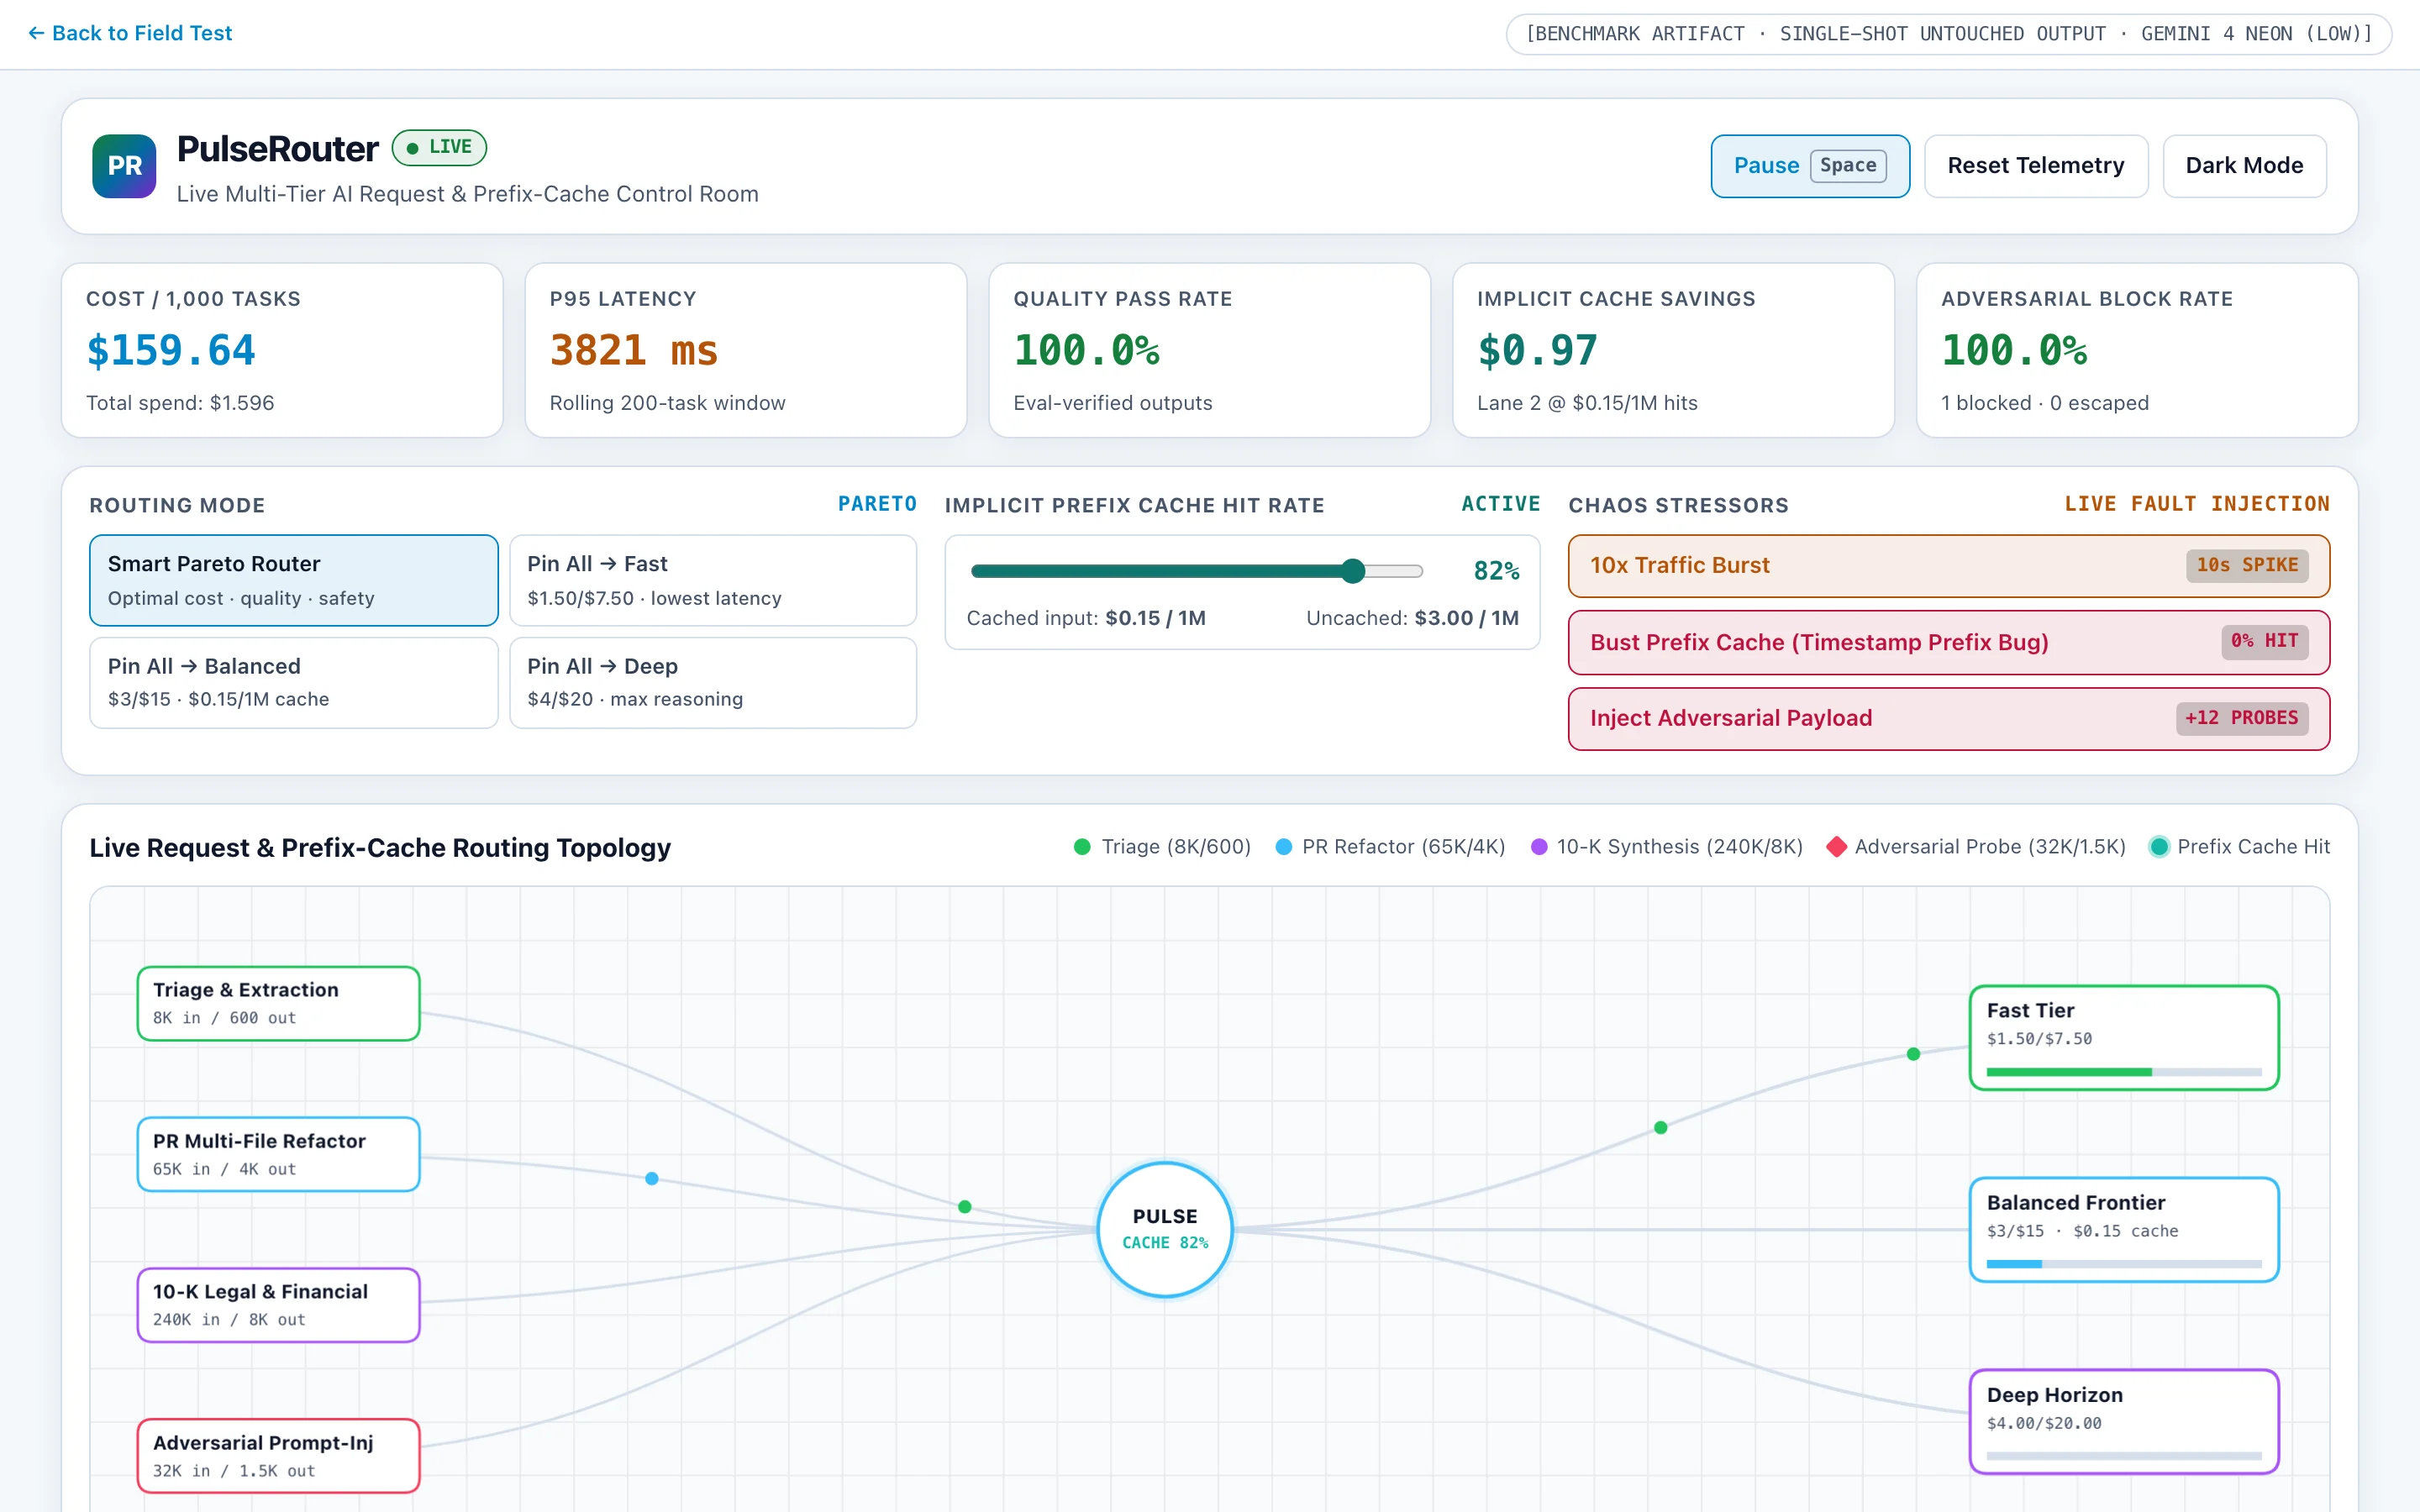 ← Back to Field Test
[BENCHMARK ARTIFACT · SINGLE-SHOT UNTOUCHED OUTPUT · GEMINI 4 NEON (LOW)]
PR
PulseRouter
LIVE
Live Multi-Tier AI Request & Prefix-Cache Control Room
Pause Space
Reset Telemetry
Dark Mode
COST / 1,000 TASKS
$159.64
Total spend: $1.596
P95 LATENCY
3821 ms
Rolling 200-task window
QUALITY PASS RATE
100.0%
Eval-verified outputs
IMPLICIT CACHE SAVINGS
$0.97
Lane 2 @ $0.15/1M hits
ADVERSARIAL BLOCK RATE
100.0%
1 blocked · 0 escaped
ROUTING MODE
PARETO
Smart Pareto Router
Optimal cost · quality · safety
Pin All → Fast
$1.50/$7.50 · lowest latency
Pin All → Balanced
$3/$15 · $0.15/1M cache
Pin All → Deep
$4/$20 · max reasoning
IMPLICIT PREFIX CACHE HIT RATE
ACTIVE
82%
Cached input: $0.15 / 1M
Uncached: $3.00 / 1M
CHAOS STRESSORS
LIVE FAULT INJECTION
10x Traffic Burst
10s SPIKE
Bust Prefix Cache (Timestamp Prefix Bug)
0% HIT
Inject Adversarial Payload
+12 PROBES
Live Request & Prefix-Cache Routing Topology
Triage (8K/600)
PR Refactor (65K/4K)
10-K Synthesis (240K/8K)
Adversarial Probe (32K/1.5K)
Prefix Cache Hit
Triage & Extraction
8K in / 600 out
PR Multi-File Refactor
65K in / 4K out
10-K Legal & Financial
240K in / 8K out
Adversarial Prompt-Inj
32K in / 1.5K out
PULSE
CACHE 82%
Fast Tier
$1.50/$7.50
Balanced Frontier
$3/$15 · $0.15 cache
Deep Horizon
$4.00/$20.00